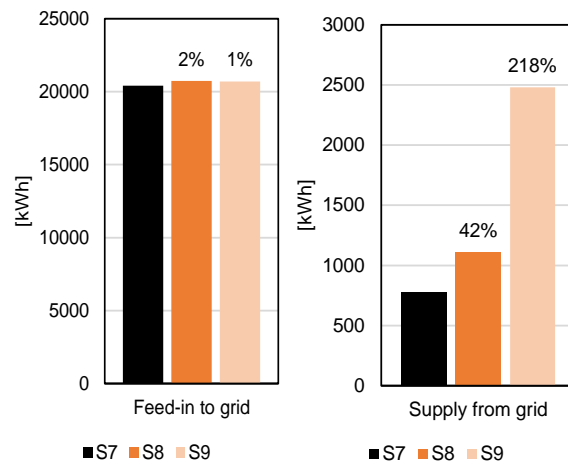 25000
20000
15000
10000
5000
0
[kWh]
2%
1%
Feed-in to grid
S7 S8 S9
3000
2500
2000
1500
1000
500
0
[kWh]
42%
218%
Supply from grid
S7 S8 S9